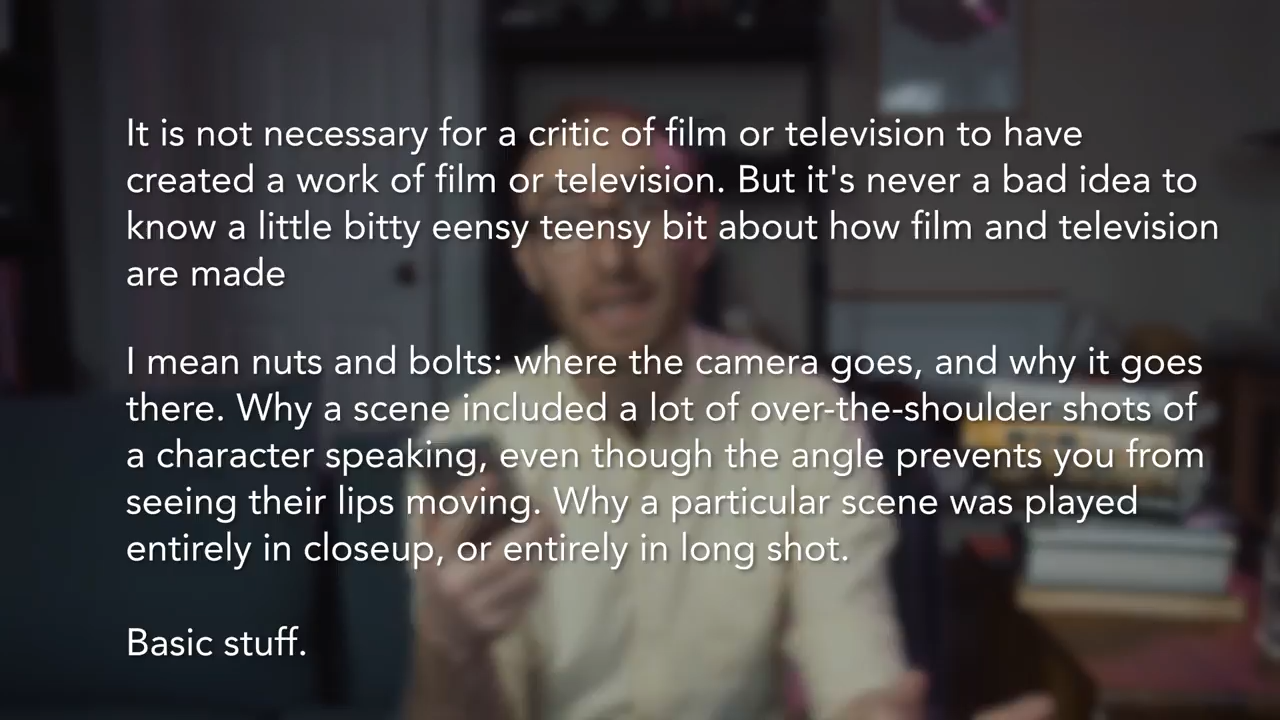 It is not necessary for a critic of film or television to have
created a work of film or television. But it's never a bad idea to
know a little bitty eensy teensy bit about how film and television
are made
I mean nuts and bolts: where the camera goes, and why it goes
there. Why a scene included a lot of over-the-shoulder shots of
a character speaking, even though the angle prevents you from
seeing their lips moving. Why a particular scene was played
entirely in closeup, or entirely in long shot.
Basic stuff.